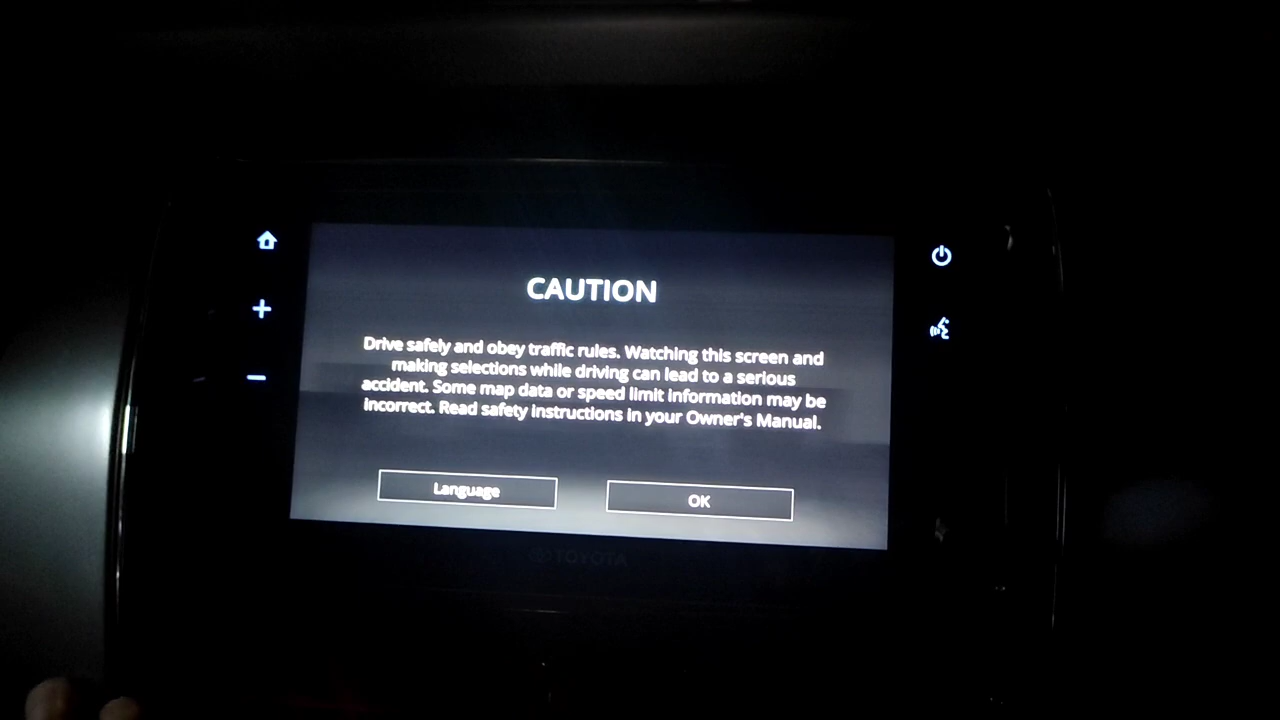 CAUTION
Drive safely and obey traffic rules. Watching this screen and
making selections while driving can lead to a serious
accident. Some map data or speed limit information may be
incorrect. Read safety instructions in your Owner's Manual.
Language
OK
TOYOTA